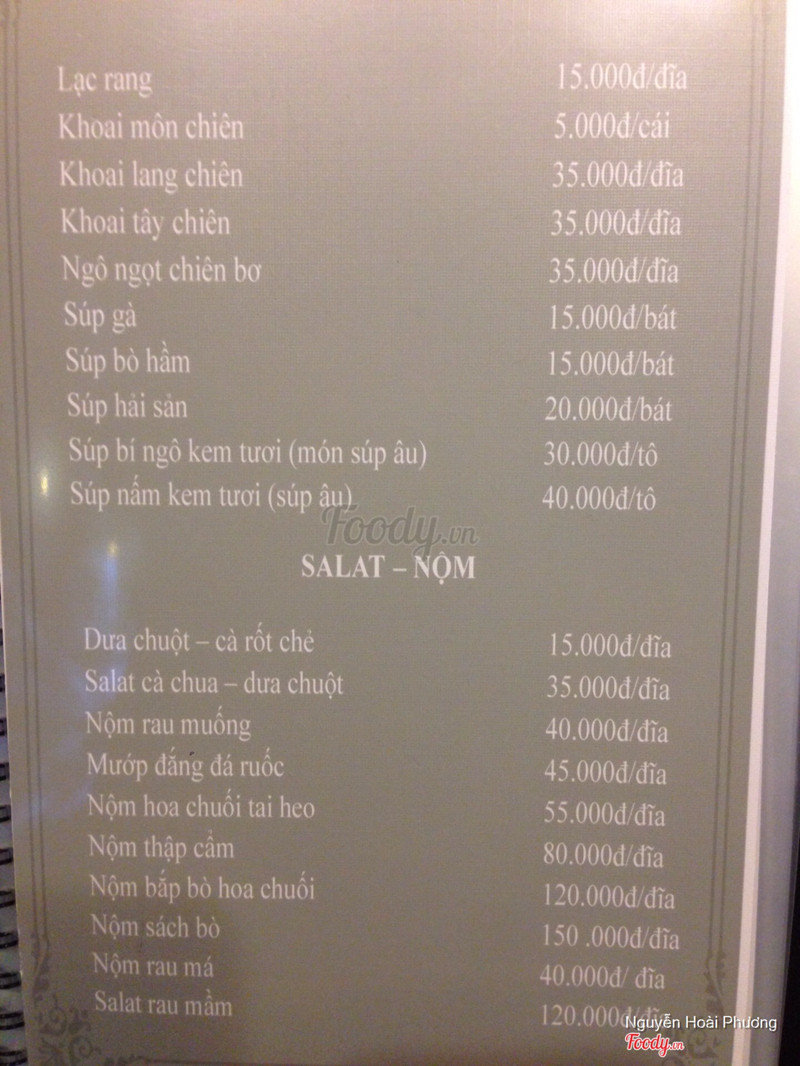 Lạc rang 15.000đ/đĩa
Khoai môn chiên 5.000đ/cái
Khoai lang chiên 35.000đ/đĩa
Khoai tây chiên 35.000đ/đĩa
Ngô ngọt chiên bơ 35.000đ/đĩa
Súp gà 15.000đ/bát
Súp bò hầm 15.000đ/bát
Súp hải sản 20.000đ/bát
Súp bí ngô kem tươi (món súp âu) 30.000đ/tô
Súp nấm kem tươi (súp âu) 40.000đ/tô
Foody.vn
SALAT – NỘM
Dưa chuột – cà rốt chẻ 15.000đ/đĩa
Salat cà chua – dưa chuột 35.000đ/đĩa
Nộm rau muống 40.000đ/đĩa
Mướp đắng đá ruốc 45.000đ/đĩa
Nộm hoa chuối tai heo 55.000đ/đĩa
Nộm thập cẩm 80.000đ/đĩa
Nộm bắp bò hoa chuối 120.000đ/đĩa
Nộm sách bò 150 .000đ/đĩa
Nộm rau má 40.000đ/ đĩa
Salat rau mầm 120.000đ/đĩa
Nguyễn Hoài Phương
Foody.vn